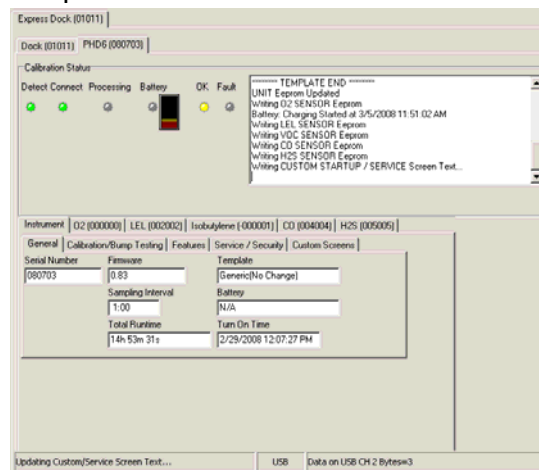 Express Dock (01011)
Dock (01011) PHD6 (000703)
Calibration Status
Detect Connect Processing Battery OK Fault
******** TEMPLATE END ********
UNIT Eeprom Updated
Writing O2 SENSOR Eeprom
Battery: Charging Started at 3/5/2008 11:51:02 AM
Writing LEL SENSOR Eeprom
Writing VOC SENSOR Eeprom
Writing CO SENSOR Eeprom
Writing H2S SENSOR Eeprom
Writing CUSTOM STARTUP / SERVICE Screen Text...
Instrument O2 (000000) LEL (002002) Isobutylene (-000001) CO (004004) H2S (005005)
General Calibration/Bump Testing Features Service / Security Custom Screens
Serial Number Firmware Template
080703 0.83 Generic(No Change)
Sampling Interval Battery
1:00 N/A
Total Runtime Turn On Time
14h 53m 31s 2/29/2008 12:07:27 PM
Updating Custom/Service Screen Text... USB Data on USB CH 2 Bytes=3